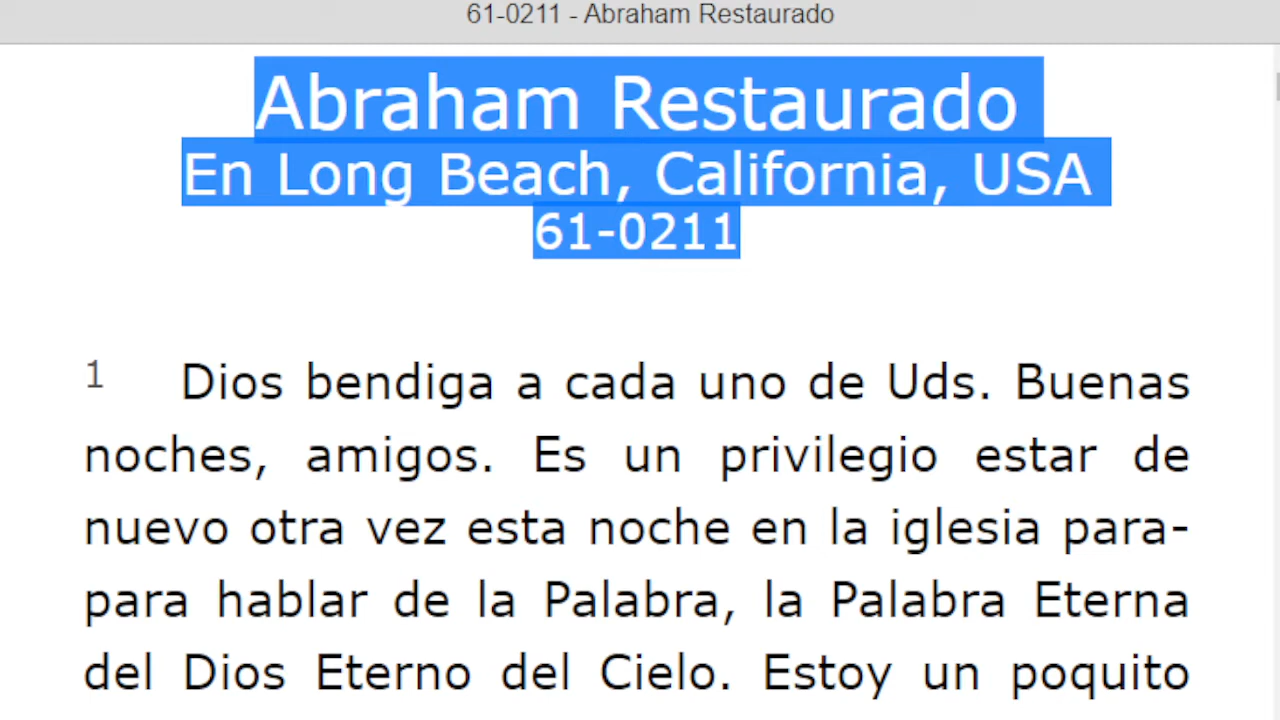 61-0211 - Abraham Restaurado
Abraham Restaurado
En Long Beach, California, USA
61-0211
1 Dios bendiga a cada uno de Uds. Buenas
noches, amigos. Es un privilegio estar de
nuevo otra vez esta noche en la iglesia para-
para hablar de la Palabra, la Palabra Eterna
del Dios Eterno del Cielo. Estoy un poquito